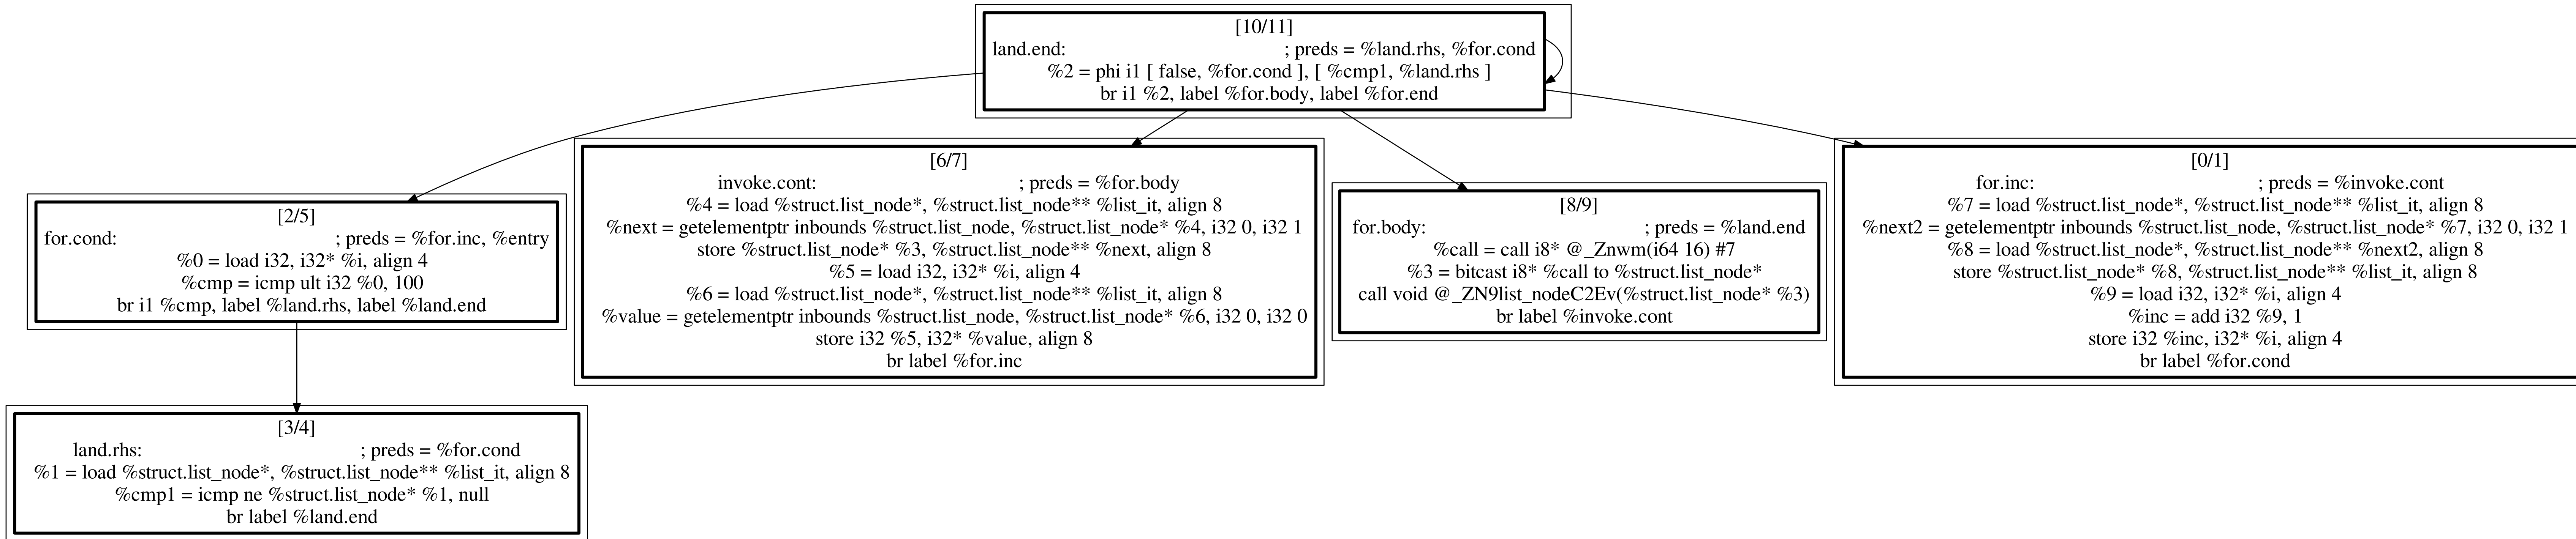 [10/11]
land.end: ; preds = %land.rhs, %for.cond
%2 = phi i1 [ false, %for.cond ], [ %cmp1, %land.rhs ]
br i1 %2, label %for.body, label %for.end
[2/5]
for.cond: ; preds = %for.inc, %entry
%0 = load i32, i32* %i, align 4
%cmp = icmp ult i32 %0, 100
br i1 %cmp, label %land.rhs, label %land.end
[6/7]
invoke.cont: ; preds = %for.body
%4 = load %struct.list_node*, %struct.list_node** %list_it, align 8
%next = getelementptr inbounds %struct.list_node, %struct.list_node* %4, i32 0, i32 1
store %struct.list_node* %3, %struct.list_node** %next, align 8
%5 = load i32, i32* %i, align 4
%6 = load %struct.list_node*, %struct.list_node** %list_it, align 8
%value = getelementptr inbounds %struct.list_node, %struct.list_node* %6, i32 0, i32 0
store i32 %5, i32* %value, align 8
br label %for.inc
[8/9]
for.body: ; preds = %land.end
%call = call i8* @_Znwm(i64 16) #7
%3 = bitcast i8* %call to %struct.list_node*
call void @_ZN9list_nodeC2Ev(%struct.list_node* %3)
br label %invoke.cont
[0/1]
for.inc: ; preds = %invoke.cont
%7 = load %struct.list_node*, %struct.list_node** %list_it, align 8
%next2 = getelementptr inbounds %struct.list_node, %struct.list_node* %7, i32 0, i32 1
%8 = load %struct.list_node*, %struct.list_node** %next2, align 8
store %struct.list_node* %8, %struct.list_node** %list_it, align 8
%9 = load i32, i32* %i, align 4
%inc = add i32 %9, 1
store i32 %inc, i32* %i, align 4
br label %for.cond
[3/4]
land.rhs: ; preds = %for.cond
%1 = load %struct.list_node*, %struct.list_node** %list_it, align 8
%cmp1 = icmp ne %struct.list_node* %1, null
br label %land.end